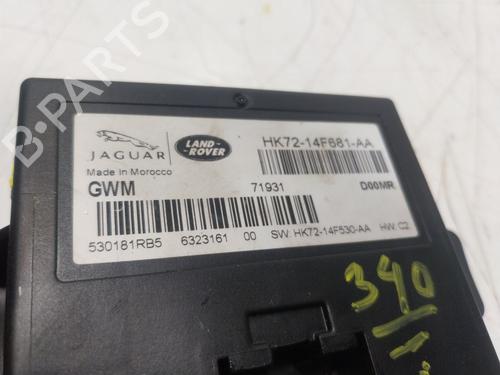 JAGUAR
LAND-
ROVER
HK72-14F681-AA
Made in Morocco
GWM 71931 D00MR
530181RB5 6323161 00 SW: HK72-14F530-AA HW: C2
340
B-PARTS